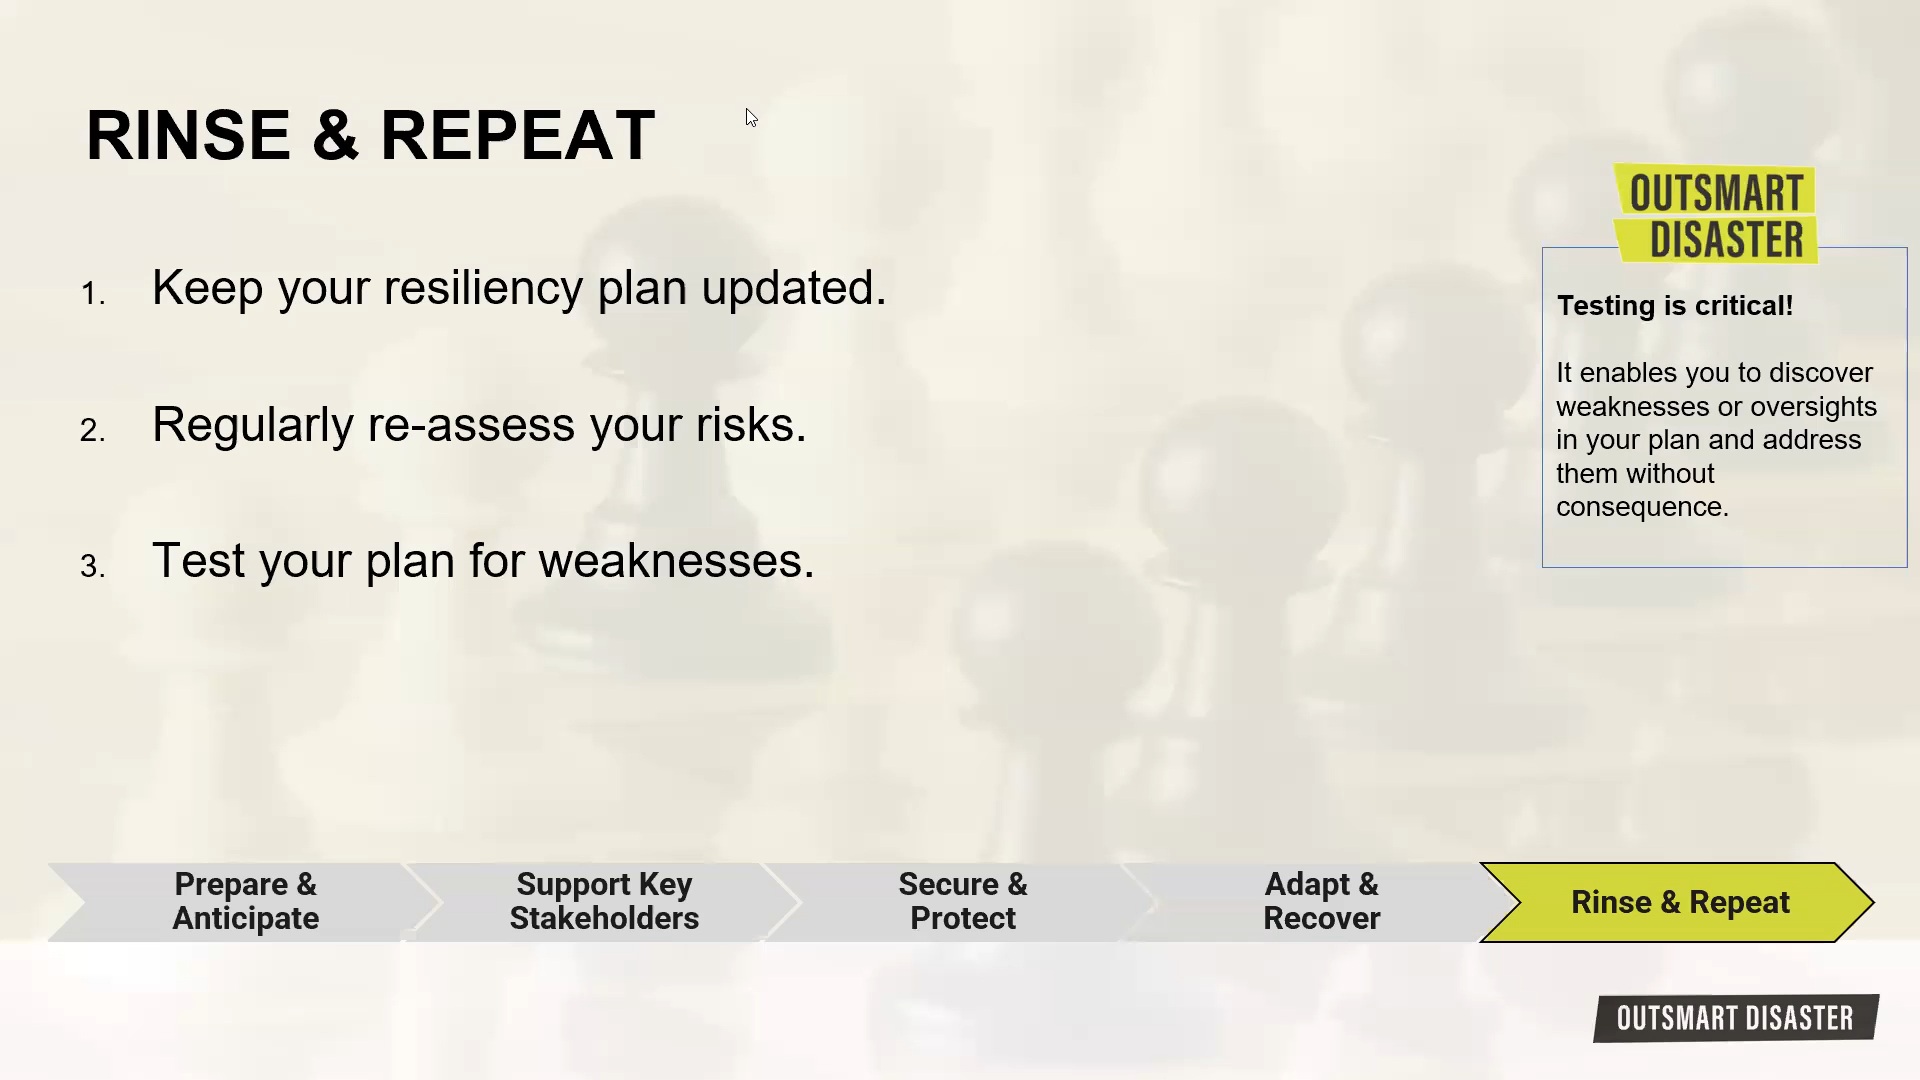 RINSE & REPEAT
1. Keep your resiliency plan updated.
2. Regularly re-assess your risks.
3. Test your plan for weaknesses.
OUTSMART
DISASTER
Testing is critical!
It enables you to discover
weaknesses or oversights
in your plan and address
them without
consequence.
Prepare &
Anticipate
Support Key
Stakeholders
Secure &
Protect
Adapt &
Recover
Rinse & Repeat
OUTSMART DISASTER